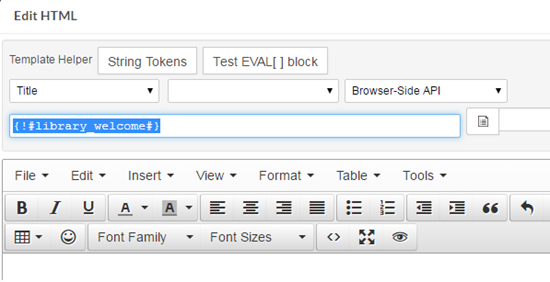 Edit HTML
Template Helper String Tokens Test EVAL[ ] block
Title Browser-Side API
{!#library_welcome#}
File Edit Insert View Format Table Tools
B I U A A
Font Family Font Sizes